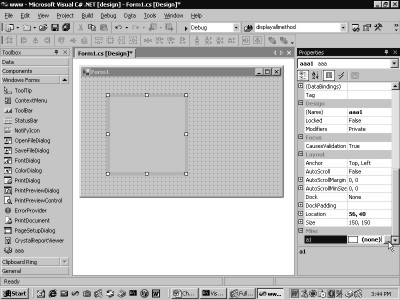 www - Microsoft Visual C# .NET [design] - Form1.cs [Design]*
File Edit View Project Build Debug Data Tools Window Help
Debug displayallmethod
Toolbox
Data
Components
Windows Forms
ToolTip
ContextMenu
ToolBar
StatusBar
NotifyIcon
OpenFileDialog
SaveFileDialog
FontDialog
ColorDialog
PrintDialog
PrintPreviewDialog
PrintPreviewControl
ErrorProvider
PrintDocument
PageSetupDialog
CrystalReportViewer
aaa
Clipboard Ring
General
Form1.cs [Design]*
Form1
Properties
aaa1 aaa
(DataBindings)
Tag
Design
(Name) aaa1
Locked False
Modifiers Private
Focus
CausesValidation True
Layout
Anchor Top, Left
AutoScroll False
AutoScrollMargin 0, 0
AutoScrollMinSize 0, 0
Dock None
DockPadding
Location 56, 40
Size 150, 150
Misc
a1 (none)
a1
Ready
Start
www
3:44 PM